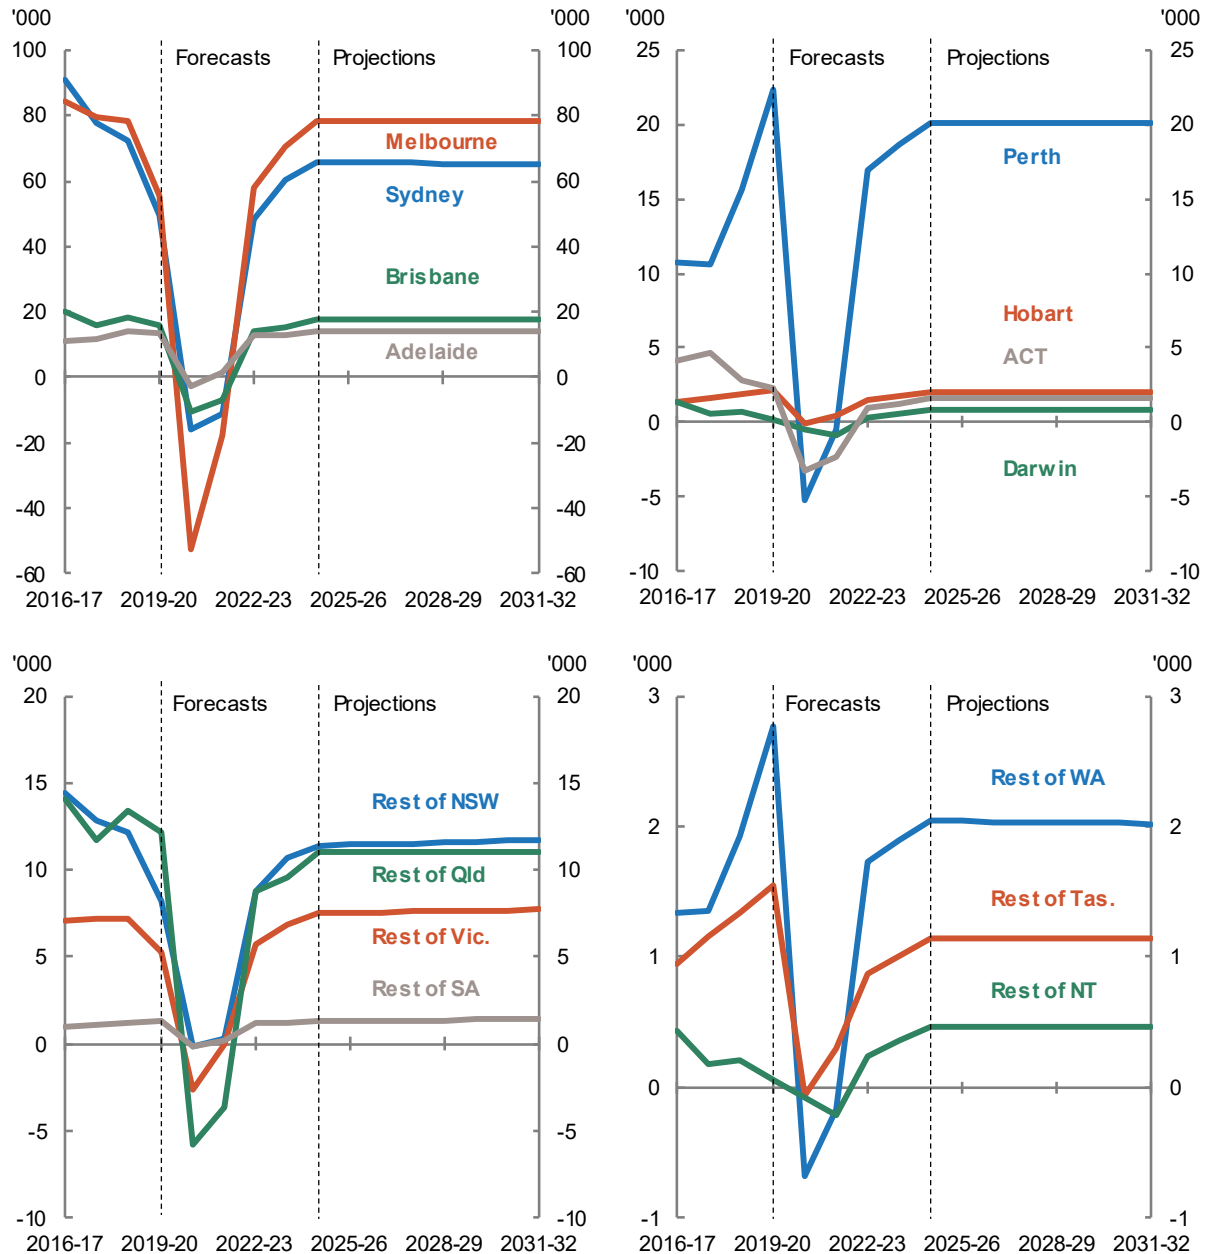 '000 '000
100 Forecasts Projections 100
80 80
Melbourne
60 60
Sydney
40 40
Brisbane
20 20
Adelaide
0 0
-20 -20
-40 -40
-60 -60
2016-17 2019-20 2022-23 2025-26 2028-29 2031-32
'000 '000
25 Forecasts Projections 25
20 20
Perth
15 15
10 10
Hobart
5 ACT 5
0 0
Darwin
-5 -5
-10 -10
2016-17 2019-20 2022-23 2025-26 2028-29 2031-32
'000 '000
20 Forecasts Projections 20
15 15
Rest of NSW
10 10
Rest of Qld
Rest of Vic.
5 5
Rest of SA
0 0
-5 -5
-10 -10
2016-17 2019-20 2022-23 2025-26 2028-29 2031-32
'000 '000
3 Forecasts Projections 3
Rest of WA
2 2
Rest of Tas.
1 1
Rest of NT
0 0
-1 -1
2016-17 2019-20 2022-23 2025-26 2028-29 2031-32